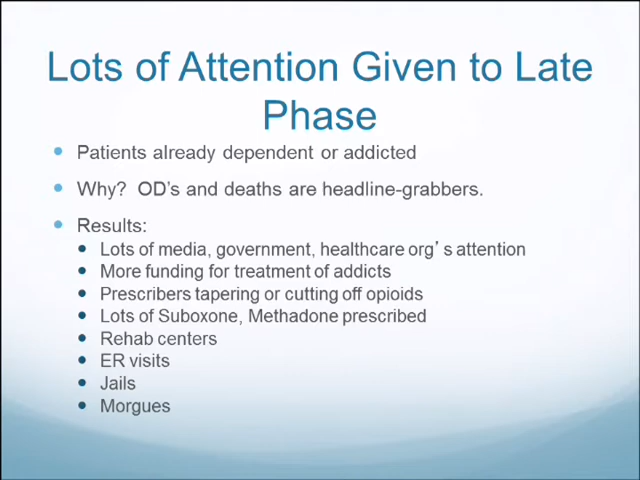 Lots of Attention Given to Late
Phase
• Patients already dependent or addicted
• Why? OD's and deaths are headline-grabbers.
• Results:
• Lots of media, government, healthcare org's attention
• More funding for treatment of addicts
• Prescribers tapering or cutting off opioids
• Lots of Suboxone, Methadone prescribed
• Rehab centers
• ER visits
• Jails
• Morgues